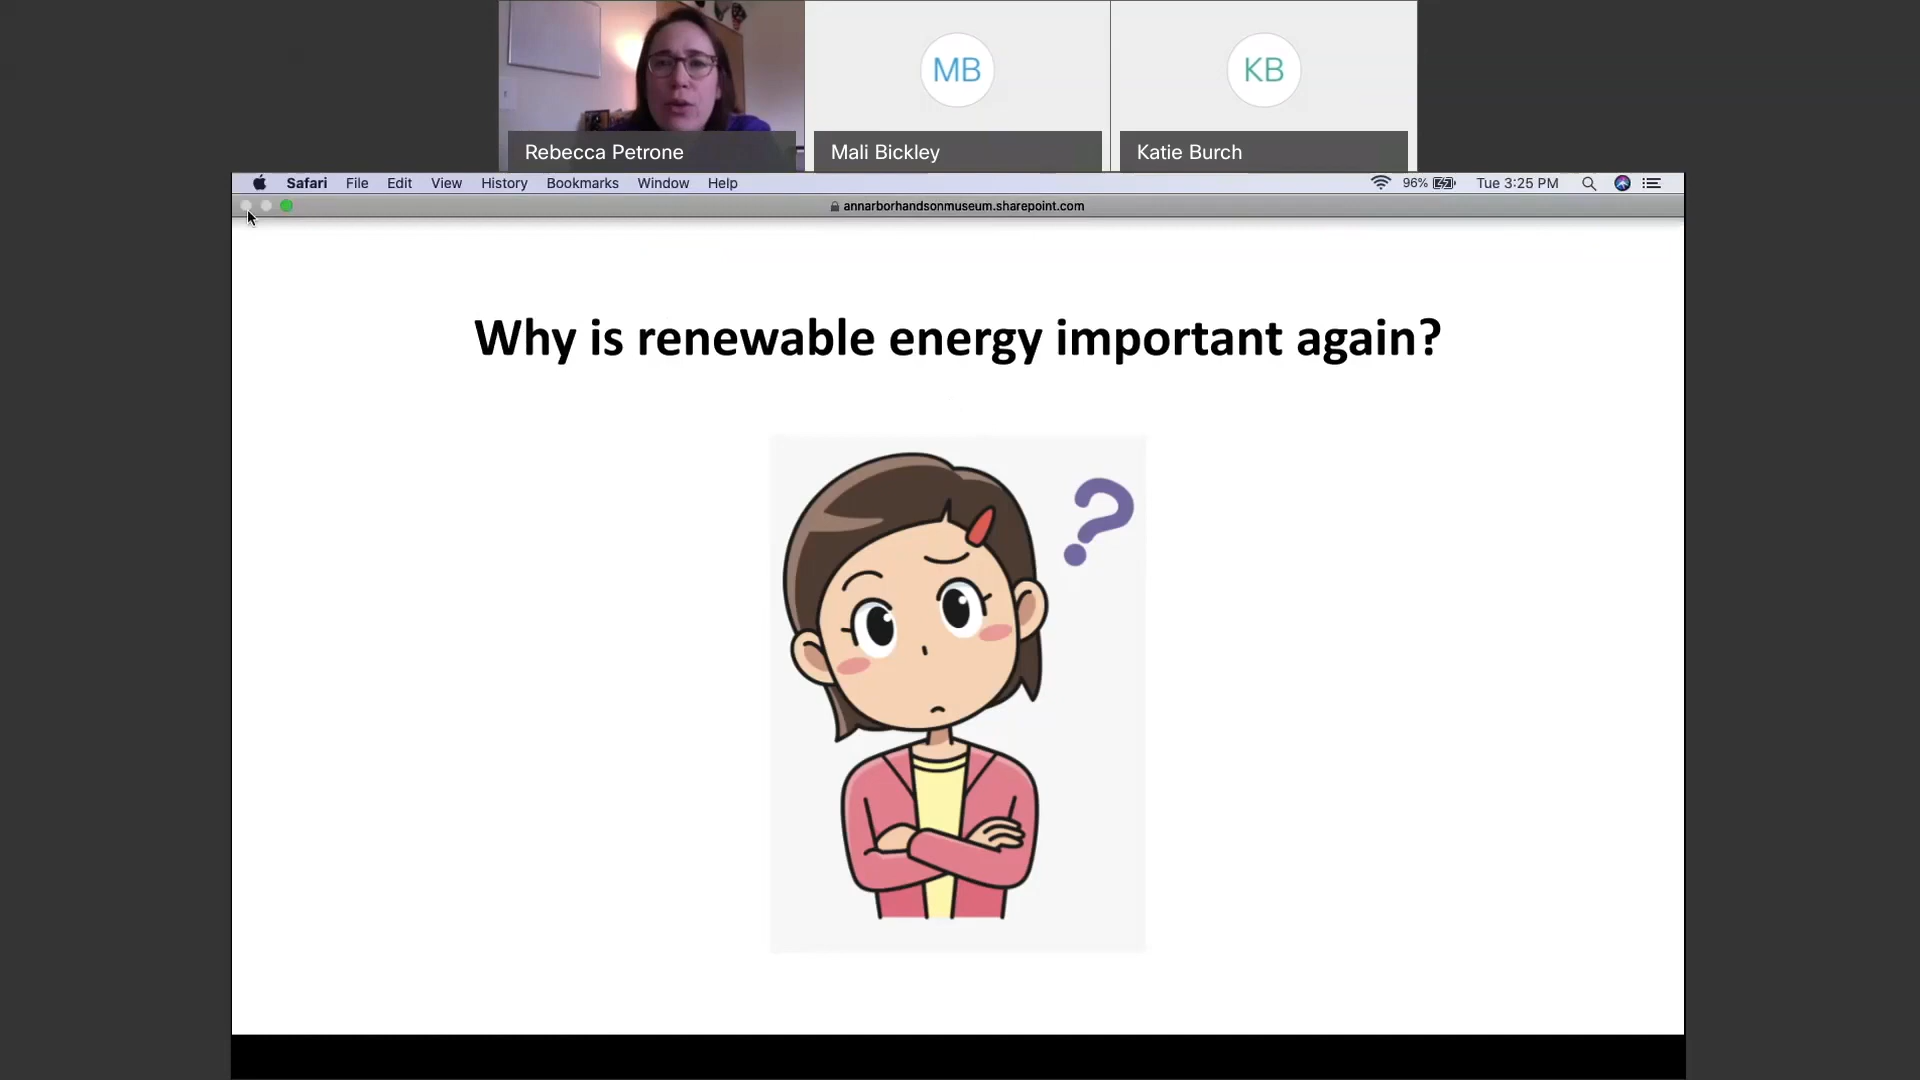 MB
KB
Rebecca Petrone
Mali Bickley
Katie Burch
Safari File Edit View History Bookmarks Window Help 96% Tue 3:25 PM
annarborhandsonmuseum.sharepoint.com
Why is renewable energy important again?
?